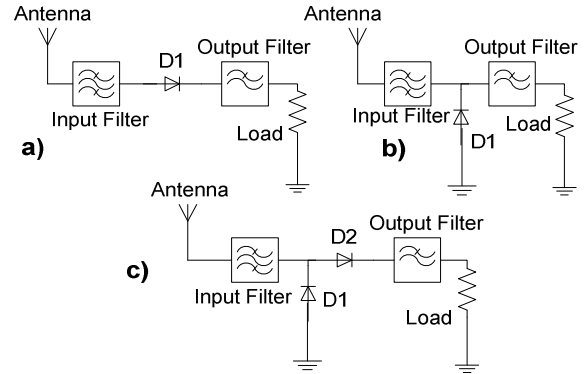 Antenna
D1
Output Filter
Input Filter
Load
a)
Antenna
Output Filter
Input Filter
D1
Load
b)
Antenna
D2
Output Filter
c)
Input Filter
D1
Load